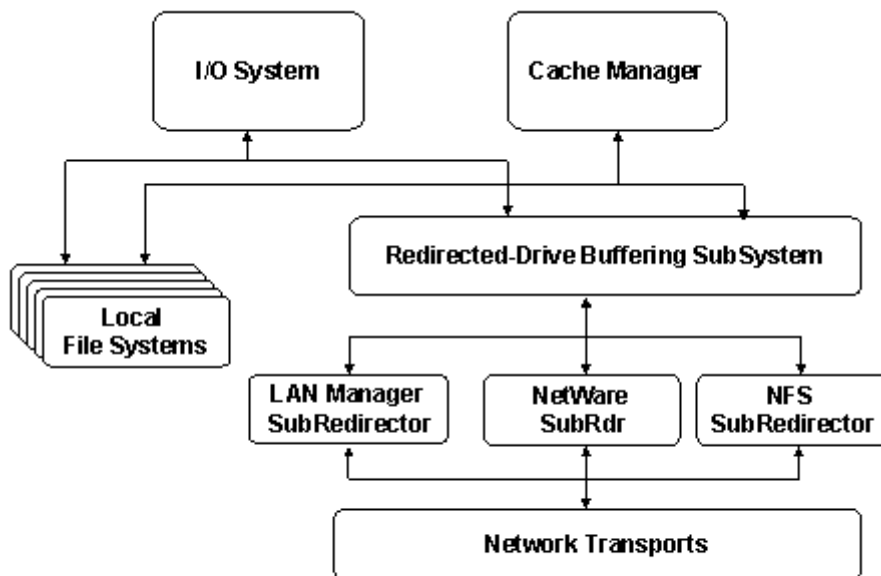 I/O System
Cache Manager
Redirected-Drive Buffering SubSystem
Local
File Systems
LAN Manager
SubRedirector
NetWare
SubRdr
NFS
SubRedirector
Network Transports